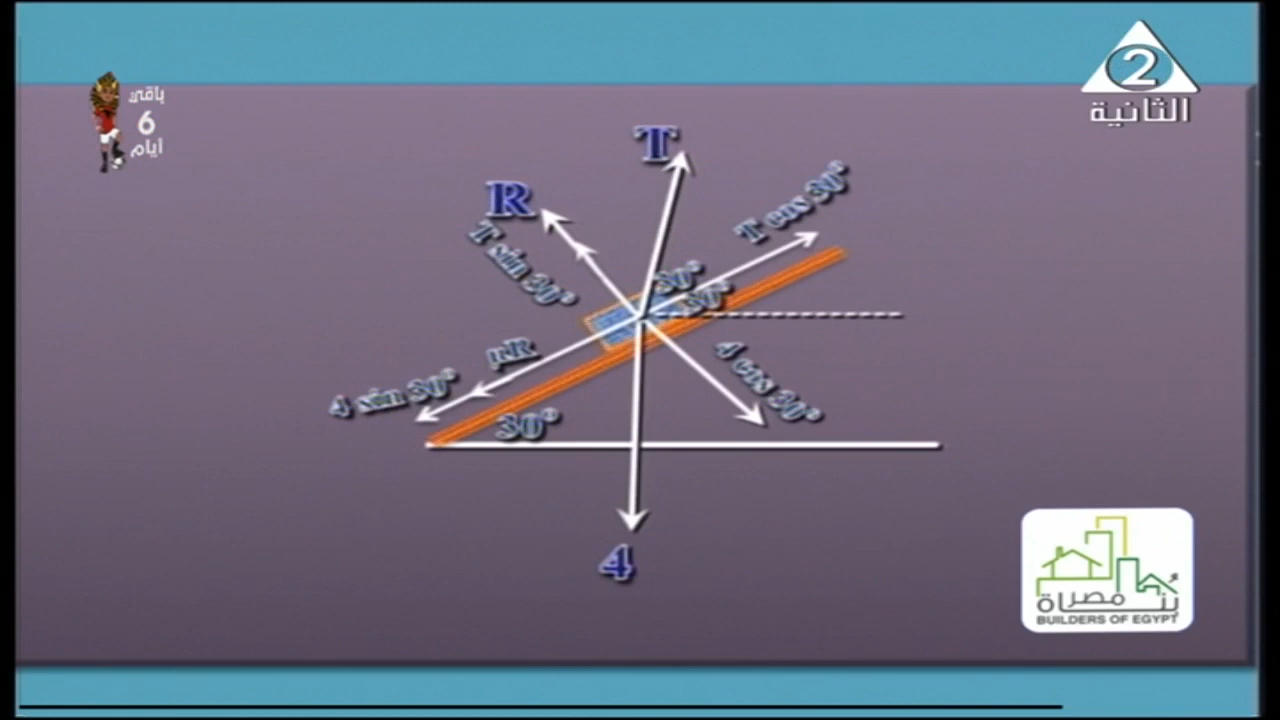 باقي
6
أيام
2
الثانية
T
R
T cos 30°
T sin 30°
30°
30°
μR
4 sin 30°
4 cos 30°
30°
4
بُناة مصر
BUILDERS OF EGYPT